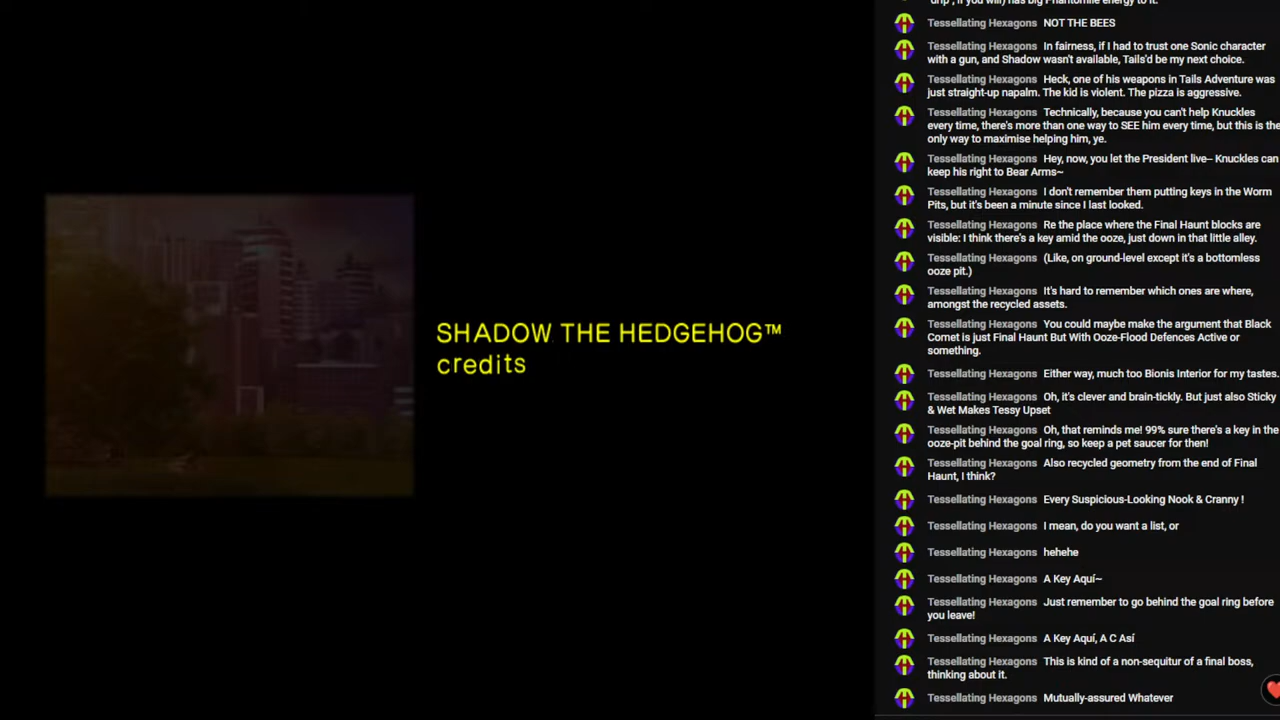 SHADOW THE HEDGEHOG™
credits
Tessellating Hexagons NOT THE BEES
Tessellating Hexagons In fairness, if I had to trust one Sonic character
with a gun, and Shadow wasn't available, Tails'd be my next choice.
Tessellating Hexagons Heck, one of his weapons in Tails Adventure was
just straight-up napalm. The kid is violent. The pizza is aggressive.
Tessellating Hexagons Technically, because you can't help Knuckles
every time, there's more than one way to SEE him every time, but this is the
only way to maximise helping him, ye.
Tessellating Hexagons Hey, now, you let the President live-- Knuckles can
keep his right to Bear Arms~
Tessellating Hexagons I don't remember them putting keys in the Worm
Pits, but it's been a minute since I last looked.
Tessellating Hexagons Re the place where the Final Haunt blocks are
visible: I think there's a key amid the ooze, just down in that little alley.
Tessellating Hexagons (Like, on ground-level except it's a bottomless
ooze pit.)
Tessellating Hexagons It's hard to remember which ones are where,
amongst the recycled assets.
Tessellating Hexagons You could maybe make the argument that Black
Comet is just Final Haunt But With Ooze-Flood Defences Active or
something.
Tessellating Hexagons Either way, much too Bionis Interior for my tastes.
Tessellating Hexagons Oh, it's clever and brain-tickly. But just also Sticky
& Wet Makes Tessy Upset
Tessellating Hexagons Oh, that reminds me! 99% sure there's a key in the
ooze-pit behind the goal ring, so keep a pet saucer for then!
Tessellating Hexagons Also recycled geometry from the end of Final
Haunt, I think?
Tessellating Hexagons Every Suspicious-Looking Nook & Cranny !
Tessellating Hexagons I mean, do you want a list, or
Tessellating Hexagons hehehe
Tessellating Hexagons A Key Aquí~
Tessellating Hexagons Just remember to go behind the goal ring before
you leave!
Tessellating Hexagons A Key Aquí, A C Así
Tessellating Hexagons This is kind of a non-sequitur of a final boss,
thinking about it.
Tessellating Hexagons Mutually-assured Whatever